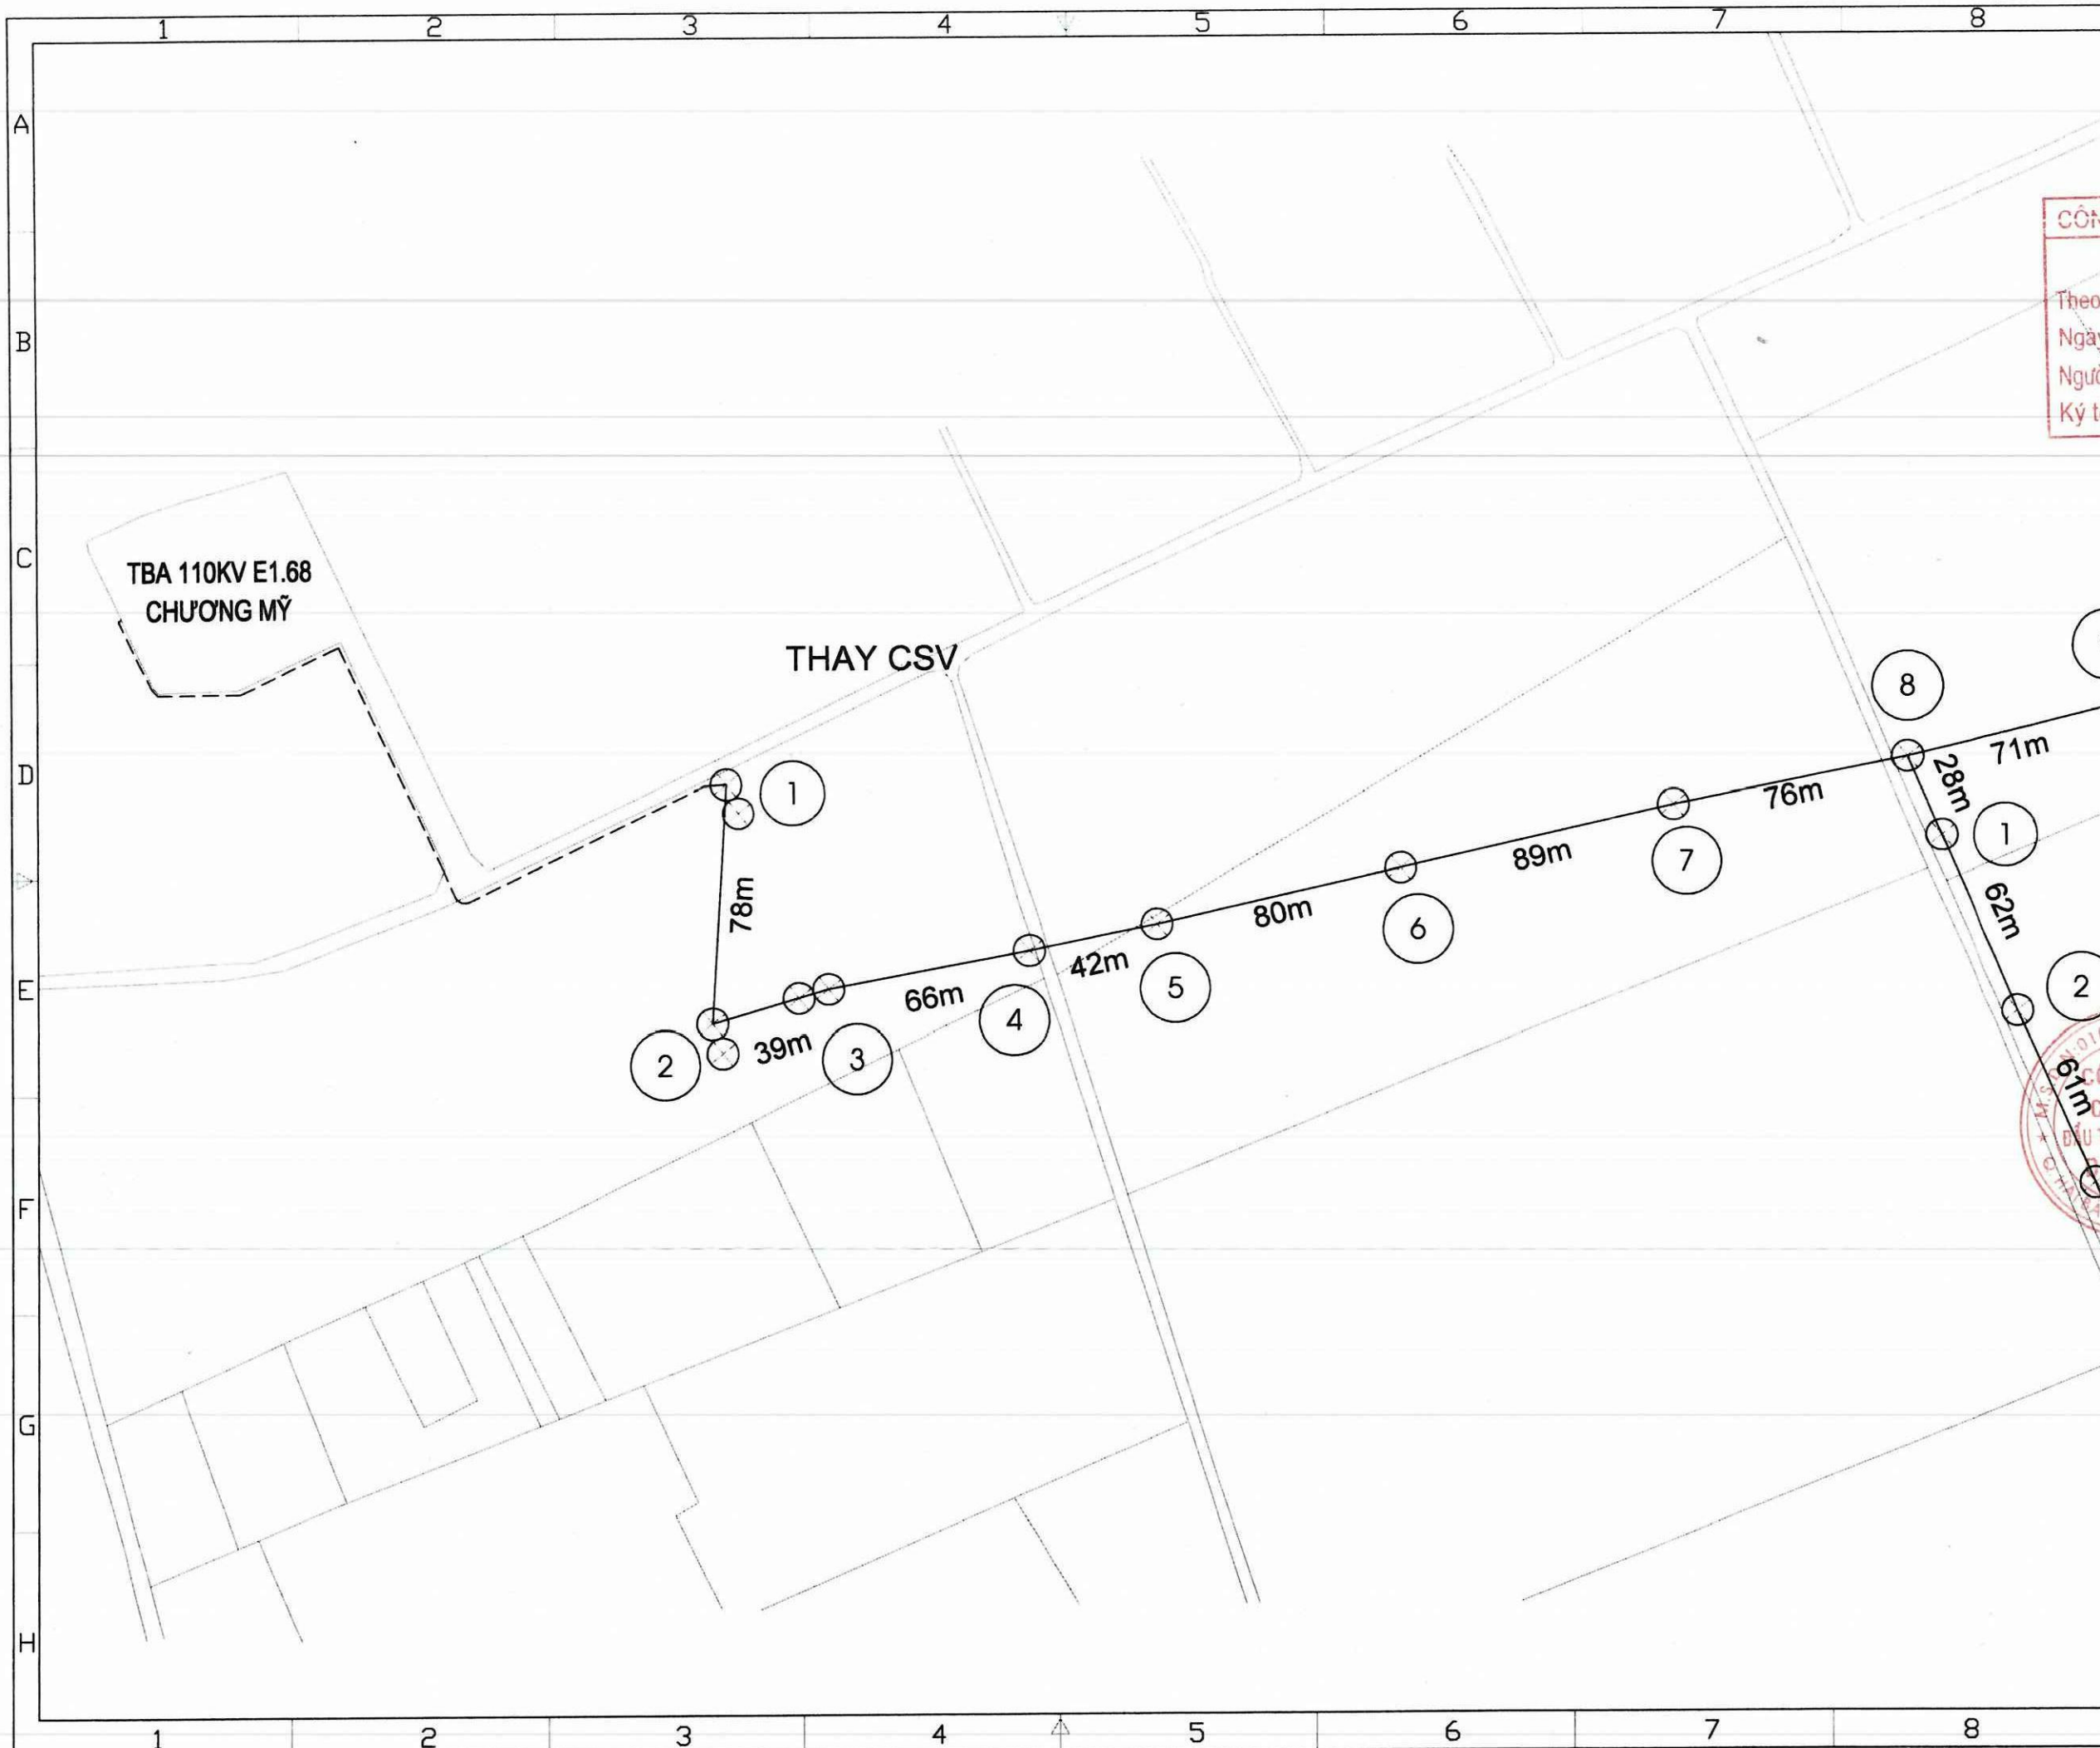 1 2 3 4 5 6 7 8
A
B
C
D
E
F
G
H
TBA 110KV E1.68
CHƯƠNG MỸ
THAY CSV
1
78m
2
39m
3
66m
4
42m
5
80m
6
89m
7
76m
8
71m
28m
1
62m
2
61m
Theo
Ký
M.S
1 2 3 4 5 6 7 8